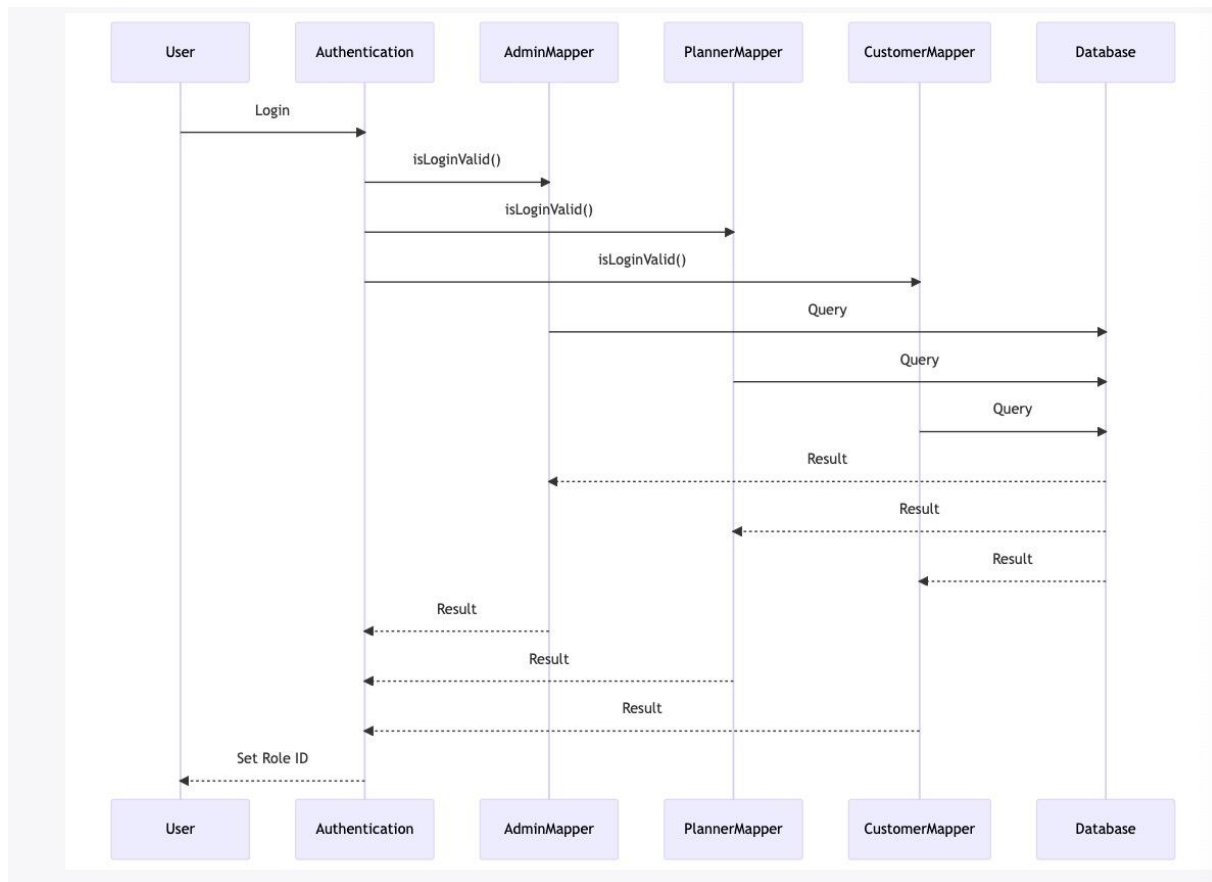 User Authentication AdminMapper PlannerMapper CustomerMapper Database
Login
isLoginValid()
isLoginValid()
isLoginValid()
Query
Query
Query
Result
Result
Result
Result
Result
Result
Set Role ID
User Authentication AdminMapper PlannerMapper CustomerMapper Database